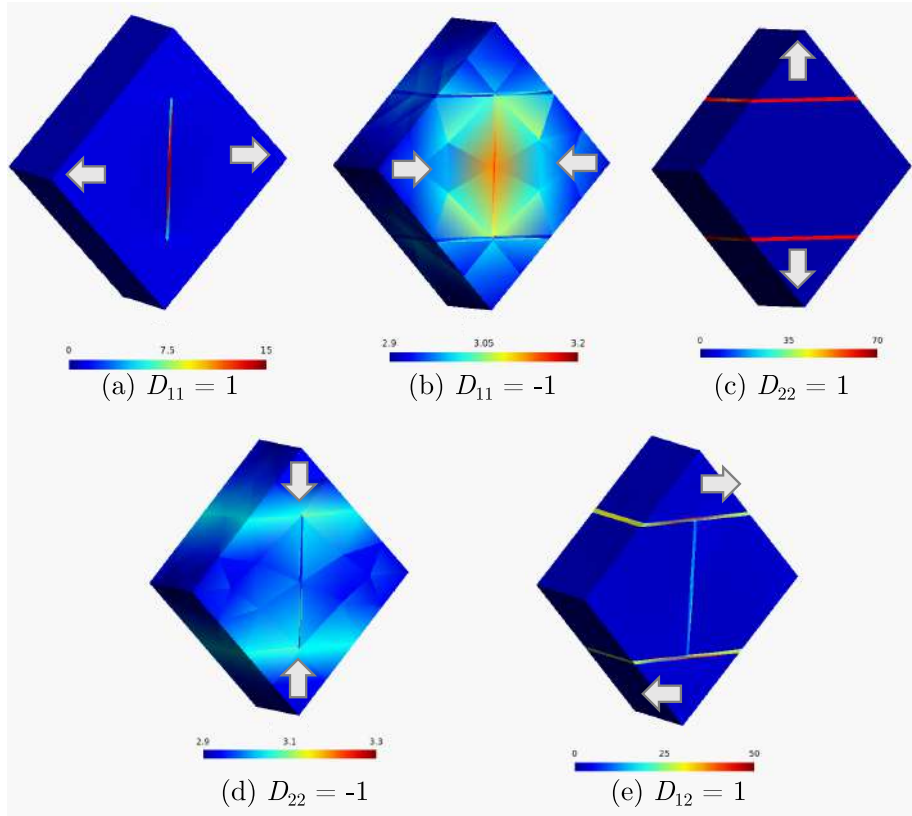 0 7.5 15
(a) D₁₁ = 1
2.9 3.05 3.2
(b) D₁₁ = -1
0 35 70
(c) D₂₂ = 1
2.9 3.1 3.3
(d) D₂₂ = -1
0 25 50
(e) D₁₂ = 1